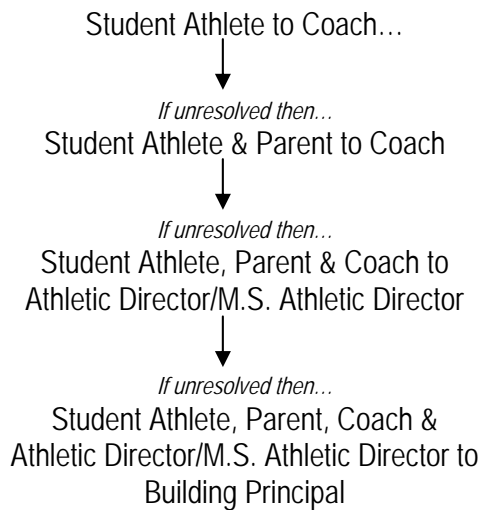 Student Athlete to Coach…
If unresolved then…
Student Athlete & Parent to Coach
If unresolved then…
Student Athlete, Parent & Coach to
Athletic Director/M.S. Athletic Director
If unresolved then…
Student Athlete, Parent, Coach &
Athletic Director/M.S. Athletic Director to
Building Principal